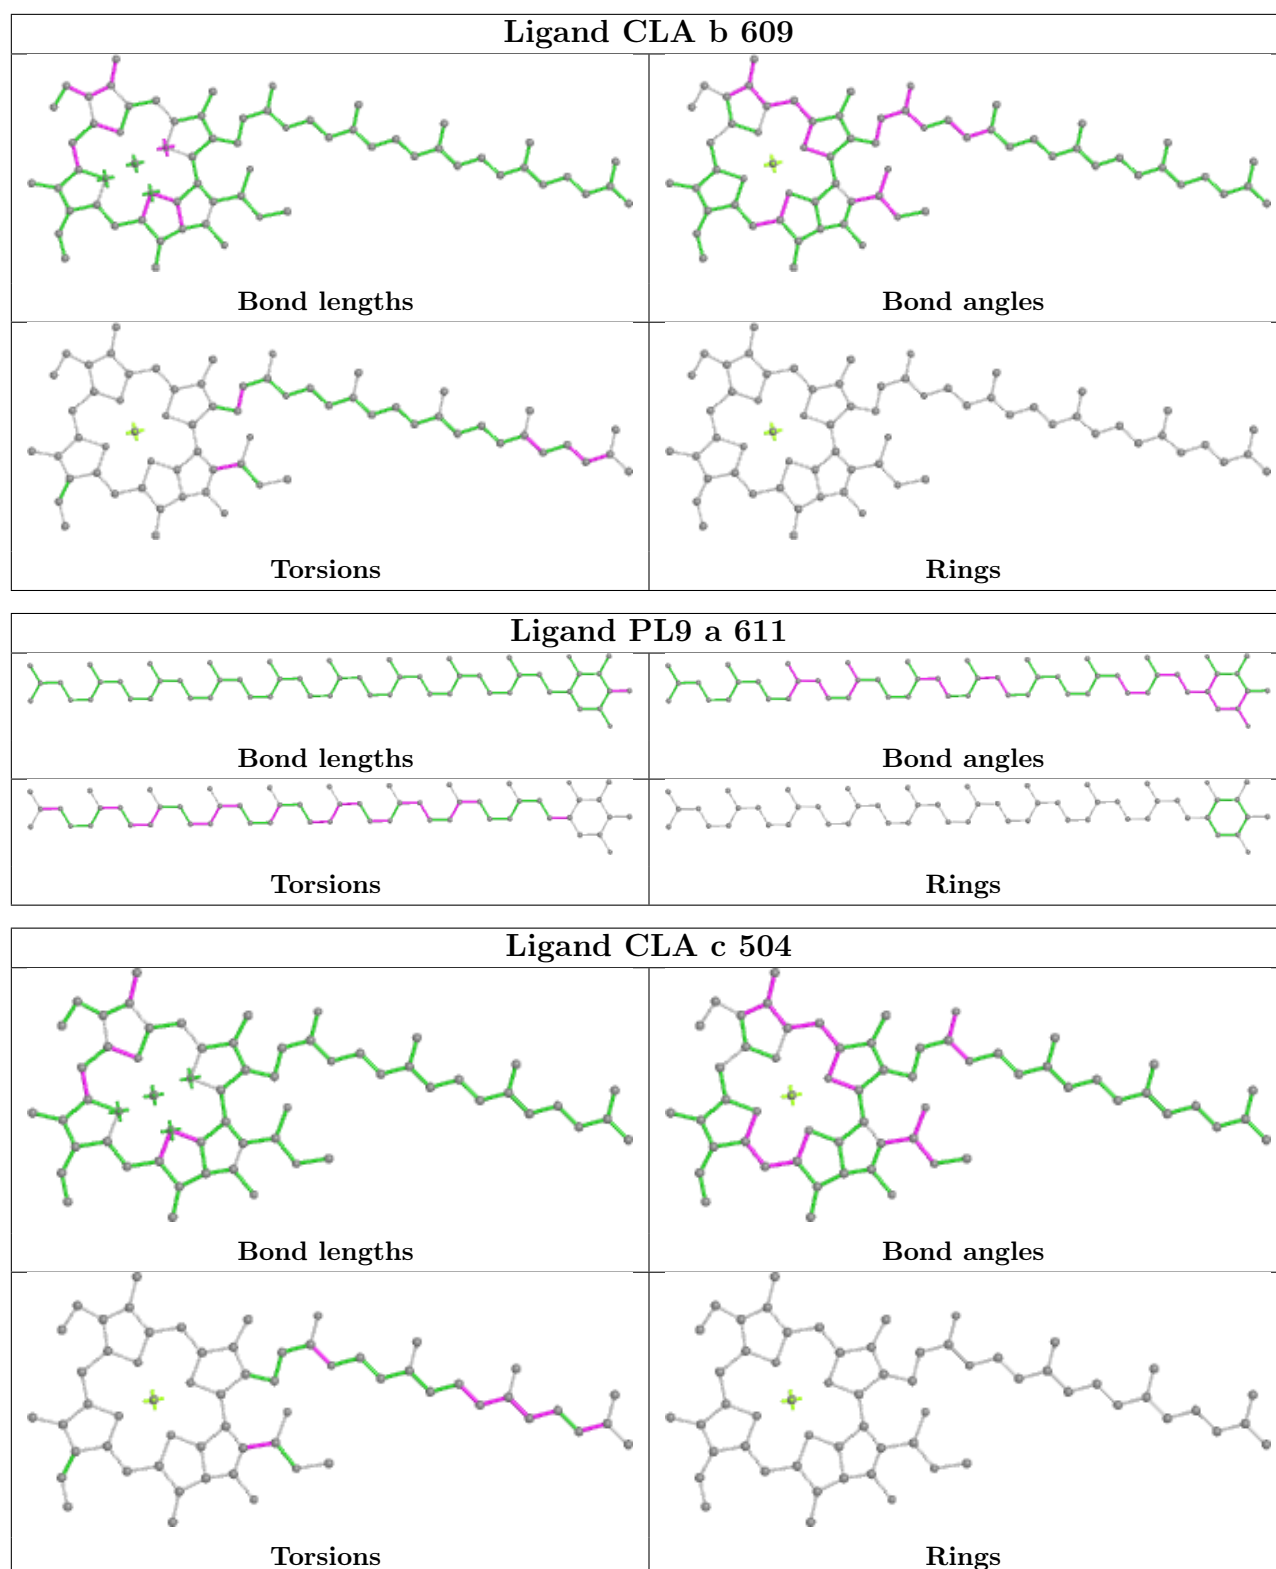 Ligand CLA b 609
Bond lengths
Bond angles
Torsions
Rings
Ligand PL9 a 611
Bond lengths
Bond angles
Torsions
Rings
Ligand CLA c 504
Bond lengths
Bond angles
Torsions
Rings